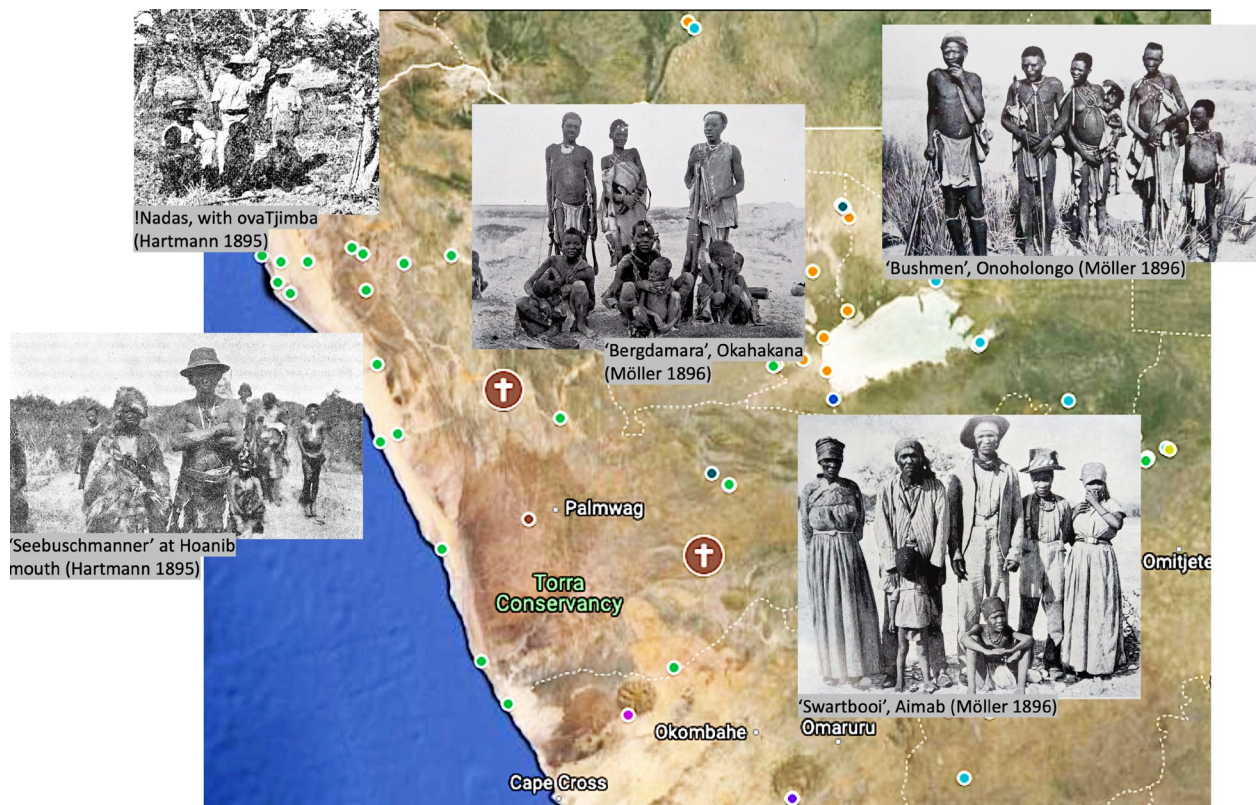 !Nadas, with ovaTjimba
(Hartmann 1895)
'Bergdamara', Okahakana
(Möller 1896)
'Bushmen', Onoholongo (Möller 1896)
'Seebuschmanner' at Hoanib
mouth (Hartmann 1895)
Palmwag
Torra
Conservancy
Omitjete
'Swartbooi', Aimab (Möller 1896)
Okombahe
Omaruru
Cape Cross